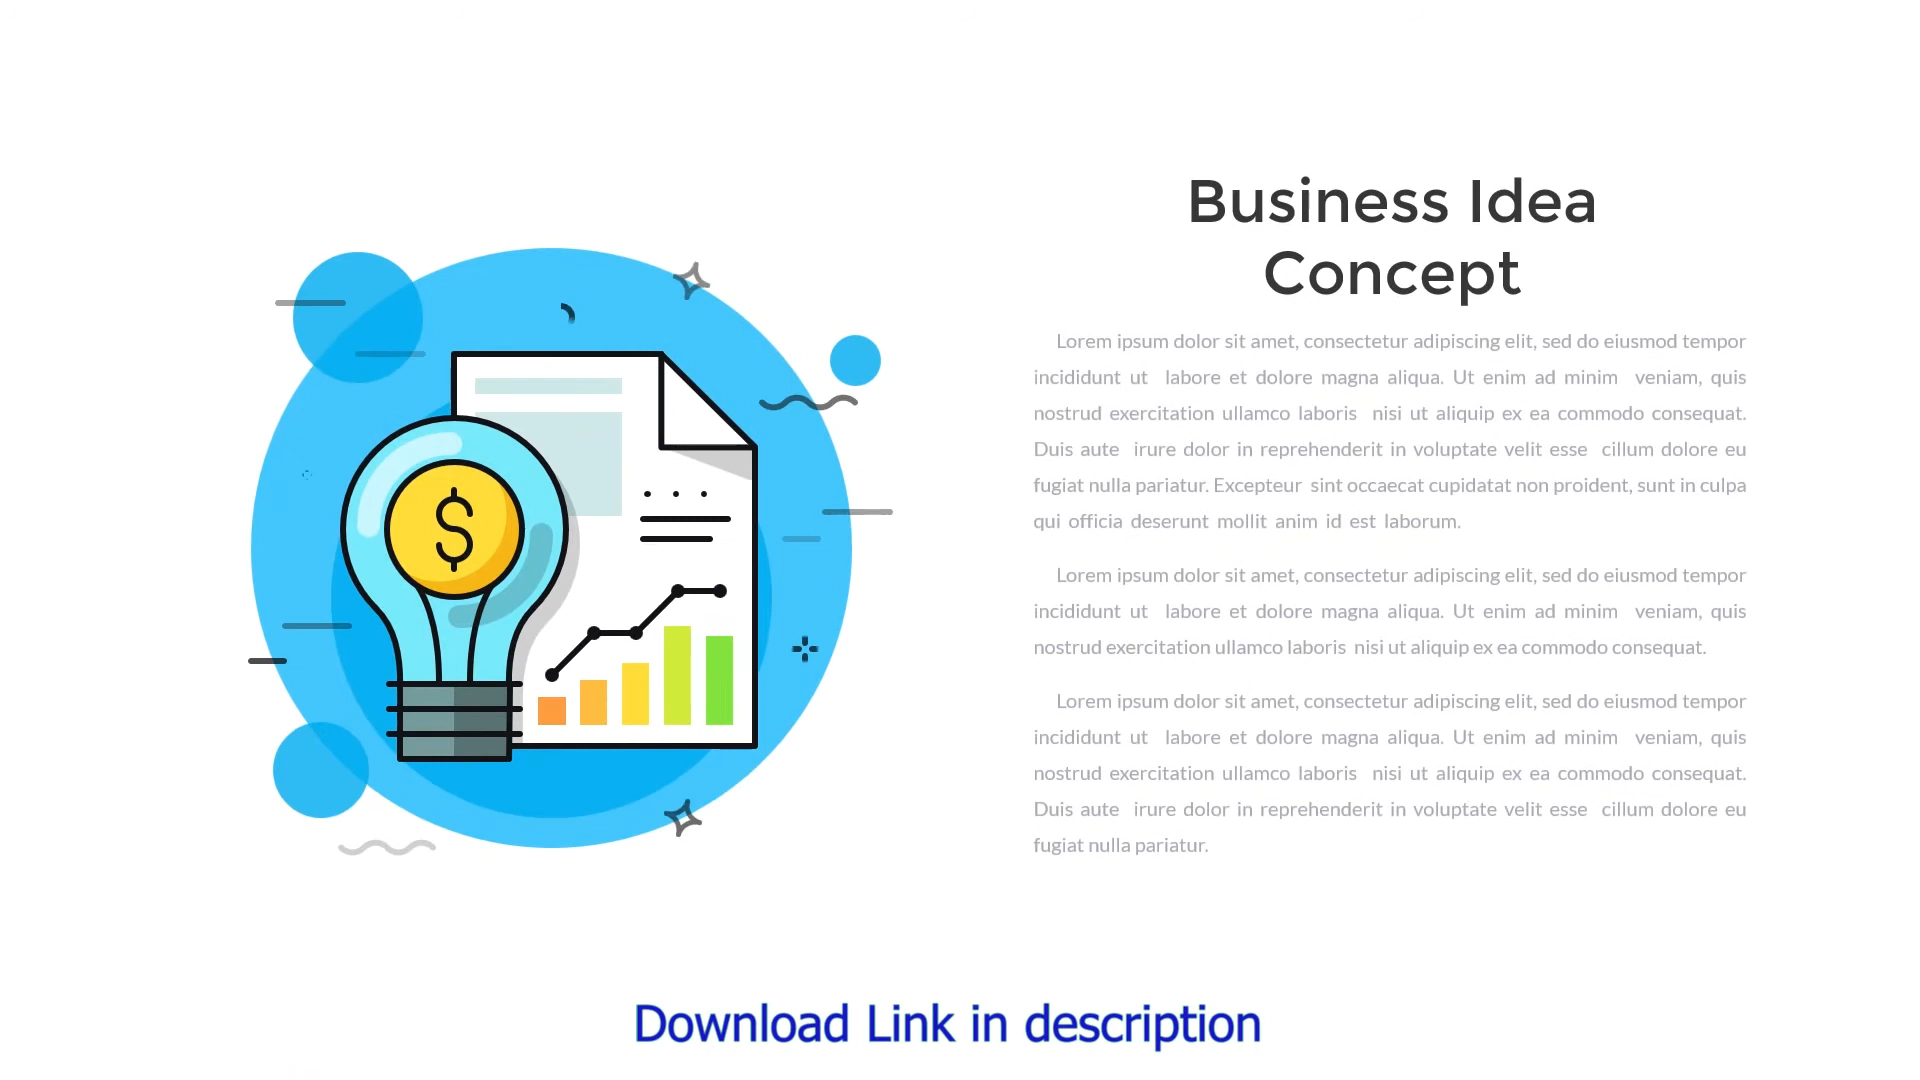 Business Idea
Concept
Lorem ipsum dolor sit amet, consectetur adipiscing elit, sed do eiusmod tempor
incididunt ut labore et dolore magna aliqua. Ut enim ad minim veniam, quis
nostrud exercitation ullamco laboris nisi ut aliquip ex ea commodo consequat.
Duis aute irure dolor in reprehenderit in voluptate velit esse cillum dolore eu
fugiat nulla pariatur. Excepteur sint occaecat cupidatat non proident, sunt in culpa
qui officia deserunt mollit anim id est laborum.
Lorem ipsum dolor sit amet, consectetur adipiscing elit, sed do eiusmod tempor
incididunt ut labore et dolore magna aliqua. Ut enim ad minim veniam, quis
nostrud exercitation ullamco laboris nisi ut aliquip ex ea commodo consequat.
Lorem ipsum dolor sit amet, consectetur adipiscing elit, sed do eiusmod tempor
incididunt ut labore et dolore magna aliqua. Ut enim ad minim veniam, quis
nostrud exercitation ullamco laboris nisi ut aliquip ex ea commodo consequat.
Duis aute irure dolor in reprehenderit in voluptate velit esse cillum dolore eu
fugiat nulla pariatur.
$
Download Link in description